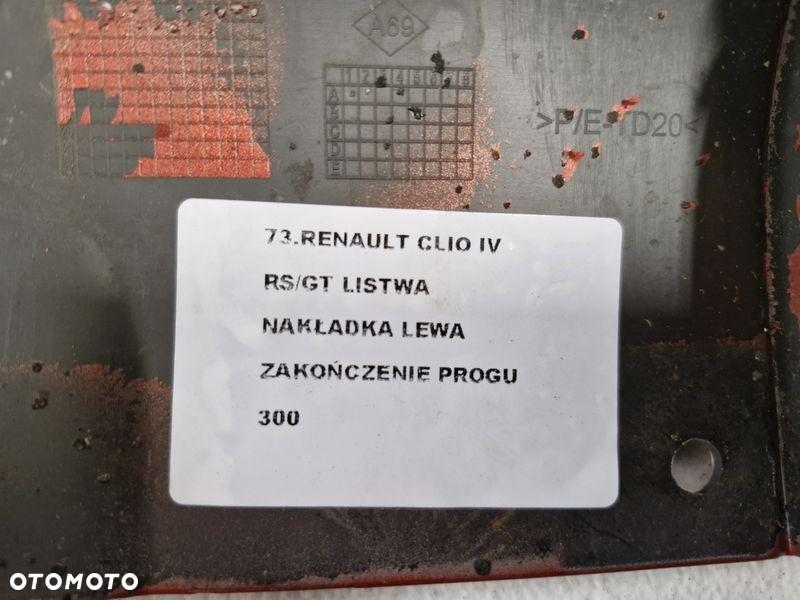 A69
1 2 3 4 5 6 7 8
A
B
C
D
E
>P/E-TD20<
73.RENAULT CLIO IV
RS/GT LISTWA
NAKŁADKA LEWA
ZAKOŃCZENIE PROGU
300
OTOMOTO